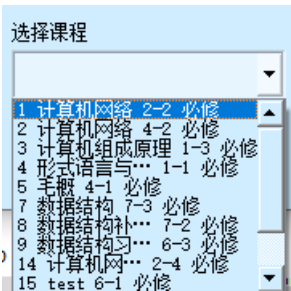 选择课程
1 计算机网络 2-2 必修
2 计算机网络 4-2 必修
3 计算机组成原理 1-3 必修
4 形式语言与… 1-1 必修
5 毛概 4-1 必修
7 数据结构 7-3 必修
8 数据结构补… 7-2 必修
9 数据结构习… 6-3 必修
14 计算机网… 2-4 必修
15 test 6-1 必修